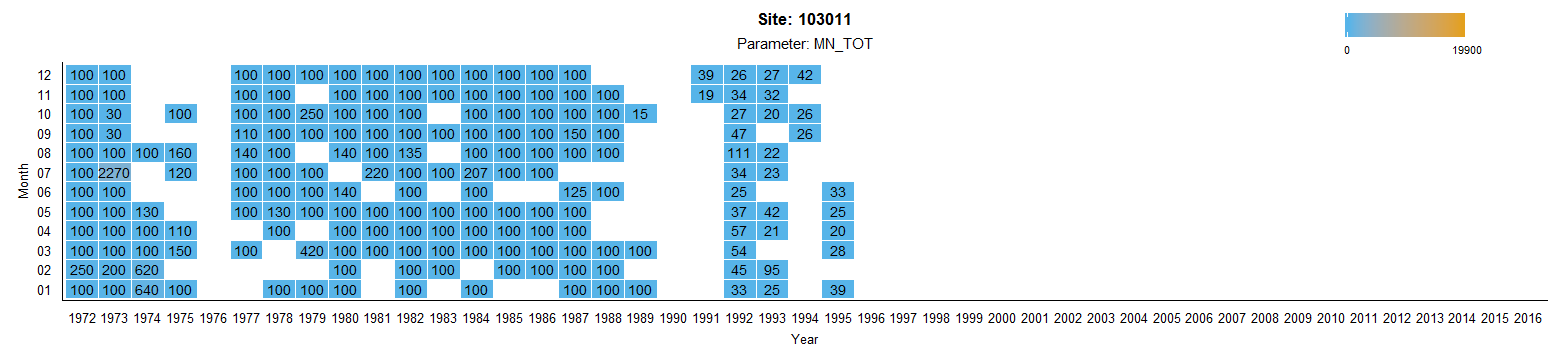 Site: 103011
Parameter: MN_TOT
0 19900
12 100 100 100 100 100 100 100 100 100 100 100 100 100 39 26 27 42
11 100 100 100 100 100 100 100 100 100 100 100 100 100 19 34 32
10 100 30 100 100 100 250 100 100 100 100 100 100 100 100 15 27 20 26
09 100 30 110 100 100 100 100 100 100 100 100 100 150 100 47 26
08 100 100 100 160 140 100 140 100 135 100 100 100 100 100 111 22
07 100 2270 120 100 100 100 220 100 100 207 100 100 34 23
06 100 100 100 100 100 140 100 100 125 100 25 33
05 100 100 130 100 130 100 100 100 100 100 100 100 100 100 37 42 25
04 100 100 100 110 100 100 100 100 100 100 100 100 100 57 21 20
03 100 100 100 150 100 420 100 100 100 100 100 100 100 100 100 100 54 28
02 250 200 620 100 100 100 100 100 100 100 45 95
01 100 100 640 100 100 100 100 100 100 100 100 100 33 25 39
Month
1972 1973 1974 1975 1976 1977 1978 1979 1980 1981 1982 1983 1984 1985 1986 1987 1988 1989 1990 1991 1992 1993 1994 1995 1996 1997 1998 1999 2000 2001 2002 2003 2004 2005 2006 2007 2008 2009 2010 2011 2012 2013 2014 2015 2016
Year